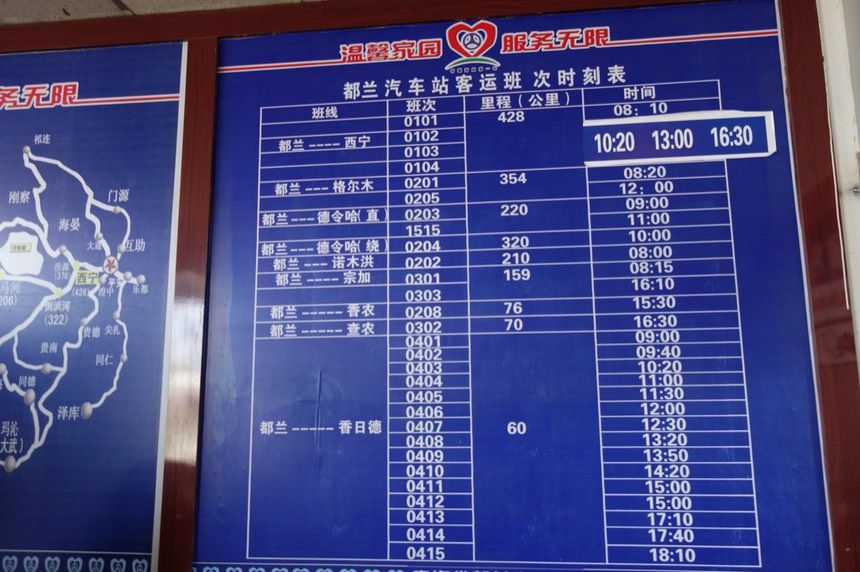 温馨家园 服务无限
都兰汽车站客运班次时刻表
班线 班次 里程（公里） 时间
都兰----西宁 0101 428 08:10
0102
0103
0104
10:20 13:00 16:30
都兰---格尔木 0201 354 08:20
0205 12:00
都兰---德令哈（直） 0203 220 09:00
1515 11:00
都兰---德令哈（绕） 0204 320 10:00
都兰----诺木洪 0202 210 08:00
都兰----宗加 0301 159 08:15
0303 16:10
都兰-----香农 0208 76 15:30
都兰-----查农 0302 70 16:30
都兰-----香日德 60
0401 09:00
0402 09:40
0403 10:20
0404 11:00
0405 11:30
0406 12:00
0407 12:30
0408 13:20
0409 13:50
0410 14:20
0411 15:00
0412 15:00
0413 17:10
0414 17:40
0415 18:10
务无限
祁连
刚察
门源
海晏
大通
互助
湟源
西宁
(428)
平安
湟中
乐都
倒淌河
(322)
206)
贵德
尖扎
贵南
同仁
同德
泽库
玛沁
大武)